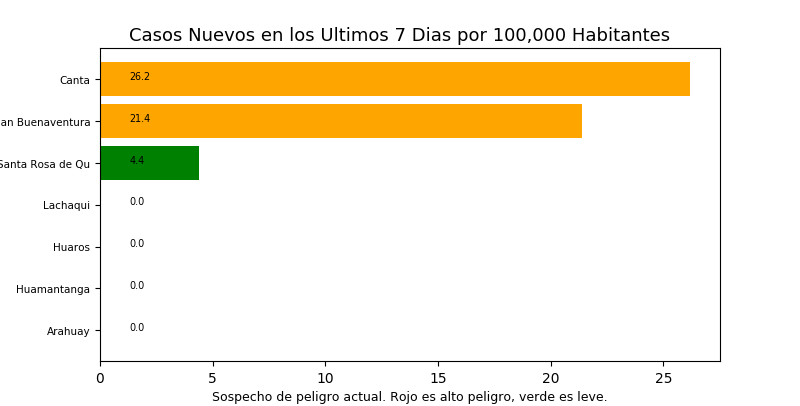 Casos Nuevos en los Ultimos 7 Dias por 100,000 Habitantes
Canta 26.2
an Buenaventura 21.4
Santa Rosa de Qu 4.4
Lachaqui 0.0
Huaros 0.0
Huamantanga 0.0
Arahuay 0.0
0 5 10 15 20 25
Sospecho de peligro actual. Rojo es alto peligro, verde es leve.